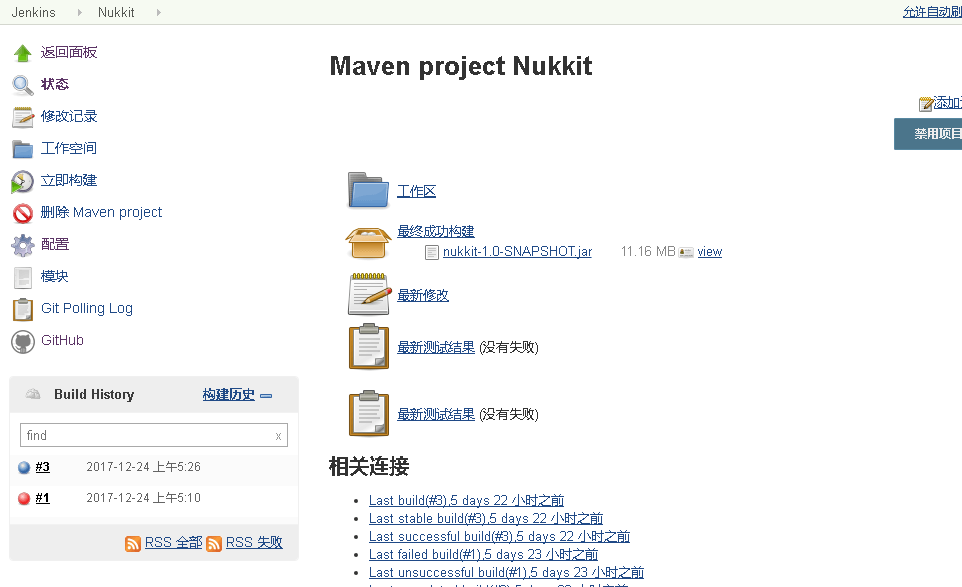 Jenkins Nukkit 允许自动刷
返回面板
状态
修改记录
工作空间
立即构建
删除 Maven project
配置
模块
Git Polling Log
GitHub
Build History 构建历史
find x
#3 2017-12-24 上午5:26
#1 2017-12-24 上午5:10
RSS 全部 RSS 失败
Maven project Nukkit
添加
禁用项目
工作区
最终成功构建
nukkit-1.0-SNAPSHOT.jar 11.16 MB view
最新修改
最新测试结果 (没有失败)
最新测试结果 (没有失败)
相关连接
Last build(#3),5 days 22 小时之前
Last stable build(#3),5 days 22 小时之前
Last successful build(#3),5 days 22 小时之前
Last failed build(#1),5 days 23 小时之前
Last unsuccessful build(#1),5 days 23 小时之前